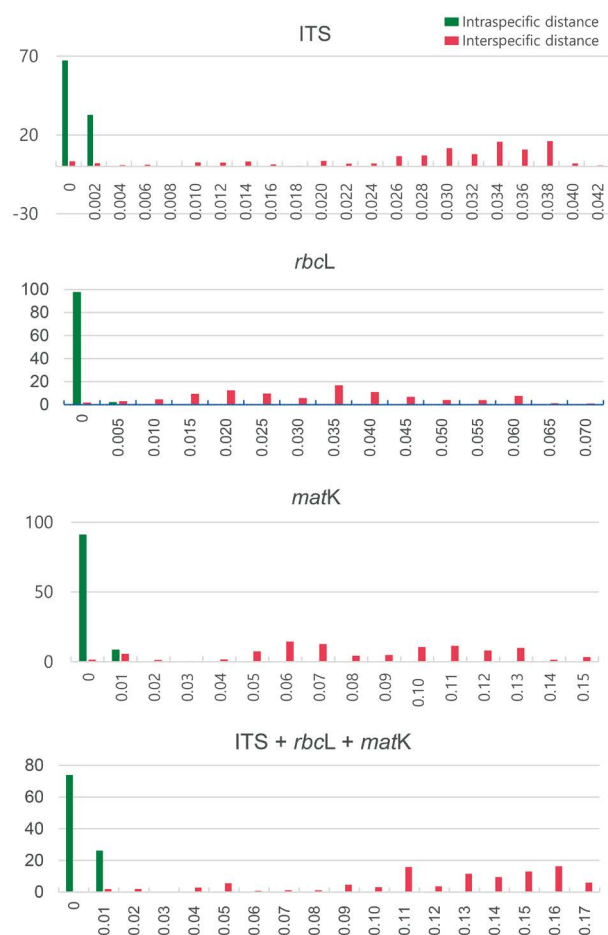 ITS
Intraspecific distance
Interspecific distance
70
20
-30
0 0.002 0.004 0.006 0.008 0.010 0.012 0.014 0.016 0.018 0.020 0.022 0.024 0.026 0.028 0.030 0.032 0.034 0.036 0.038 0.040 0.042
rbcL
100
80
60
40
20
0
0 0.005 0.010 0.015 0.020 0.025 0.030 0.035 0.040 0.045 0.050 0.055 0.060 0.065 0.070
matK
100
50
0
0 0.01 0.02 0.03 0.04 0.05 0.06 0.07 0.08 0.09 0.10 0.11 0.12 0.13 0.14 0.15
ITS + rbcL + matK
80
60
40
20
0
0 0.01 0.02 0.03 0.04 0.05 0.06 0.07 0.08 0.09 0.10 0.11 0.12 0.13 0.14 0.15 0.16 0.17